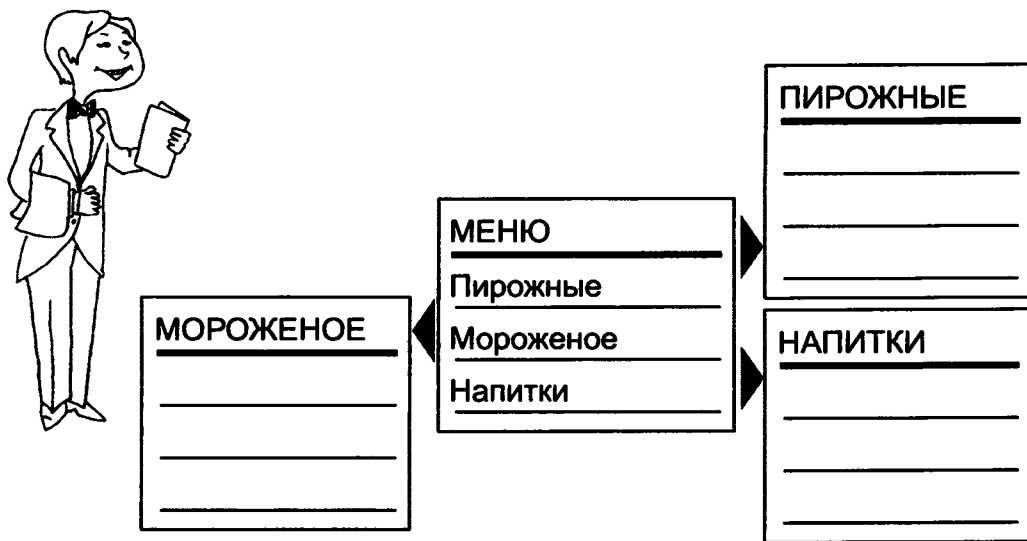 ПИРОЖНЫЕ
МЕНЮ
Пирожные
Мороженое
Напитки
МОРОЖЕНОЕ
НАПИТКИ